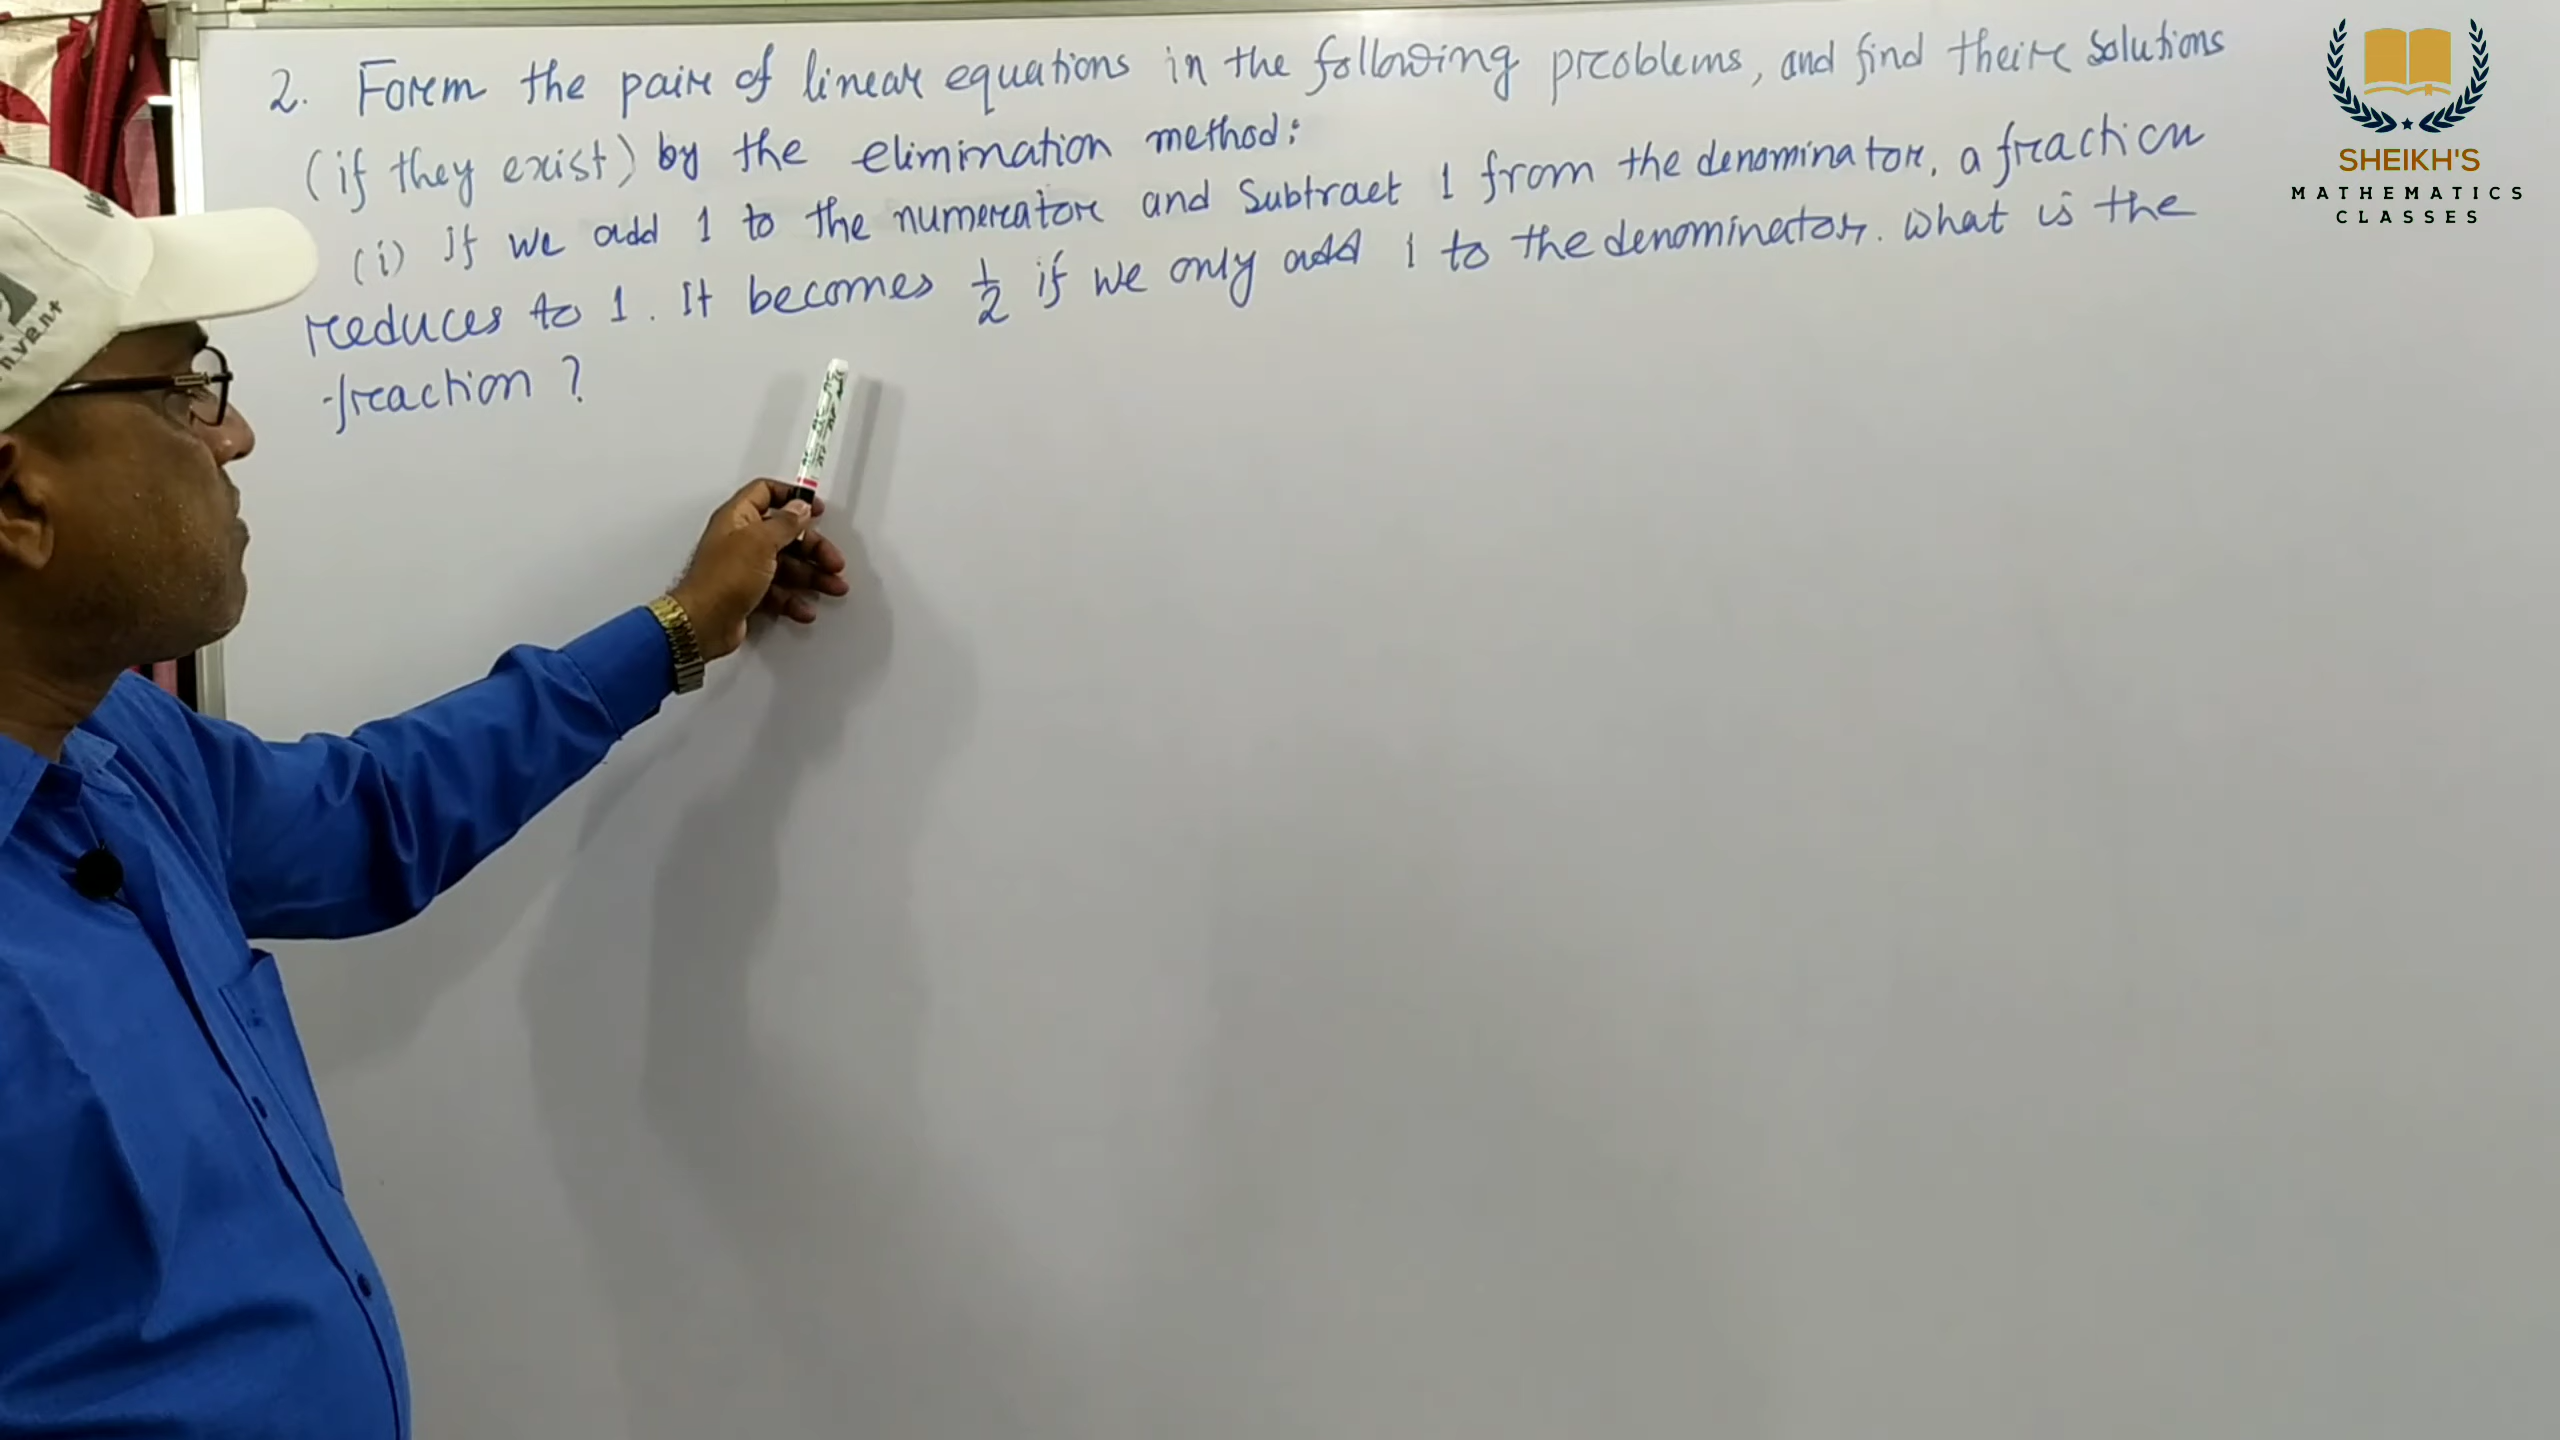 2. Form the pair of linear equations in the following problems, and find their solutions
(if they exist) by the elimination method:
(i) If we add 1 to the numerator and subtract 1 from the denominator, a fraction
reduces to 1. It becomes 1/2 if we only add 1 to the denominator. What is the
fraction ?
SHEIKH'S
MATHEMATICS
CLASSES